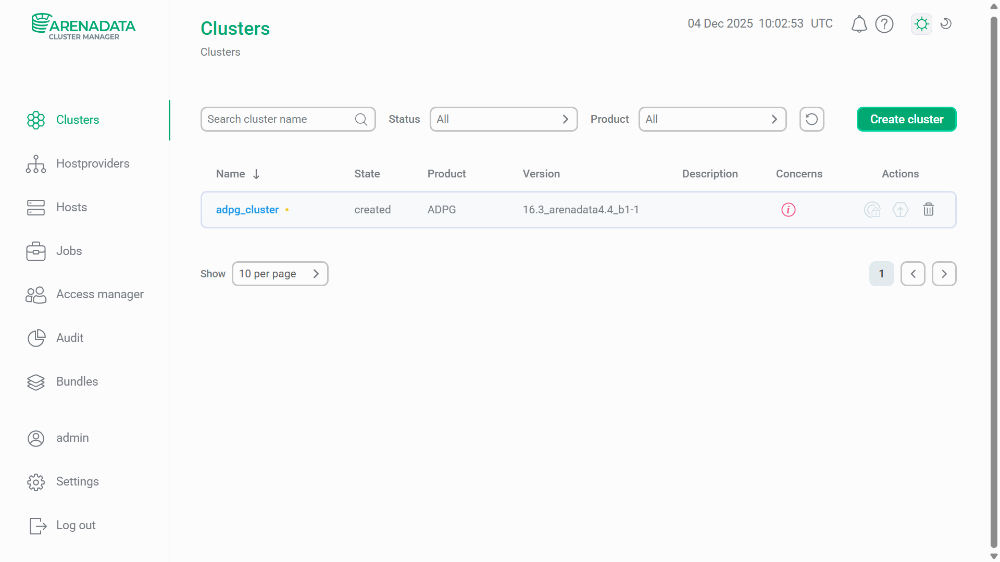 ARENADATA
CLUSTER MANAGER
Clusters
Hostproviders
Hosts
Jobs
Access manager
Audit
Bundles
admin
Settings
Log out
Clusters
04 Dec 2025 10:02:53 UTC
Clusters
Search cluster name Status All Product All Create cluster
Name State Product Version Description Concerns Actions
adpg_cluster created ADPG 16.3_arenadata4.4_b1-1
Show 10 per page 1